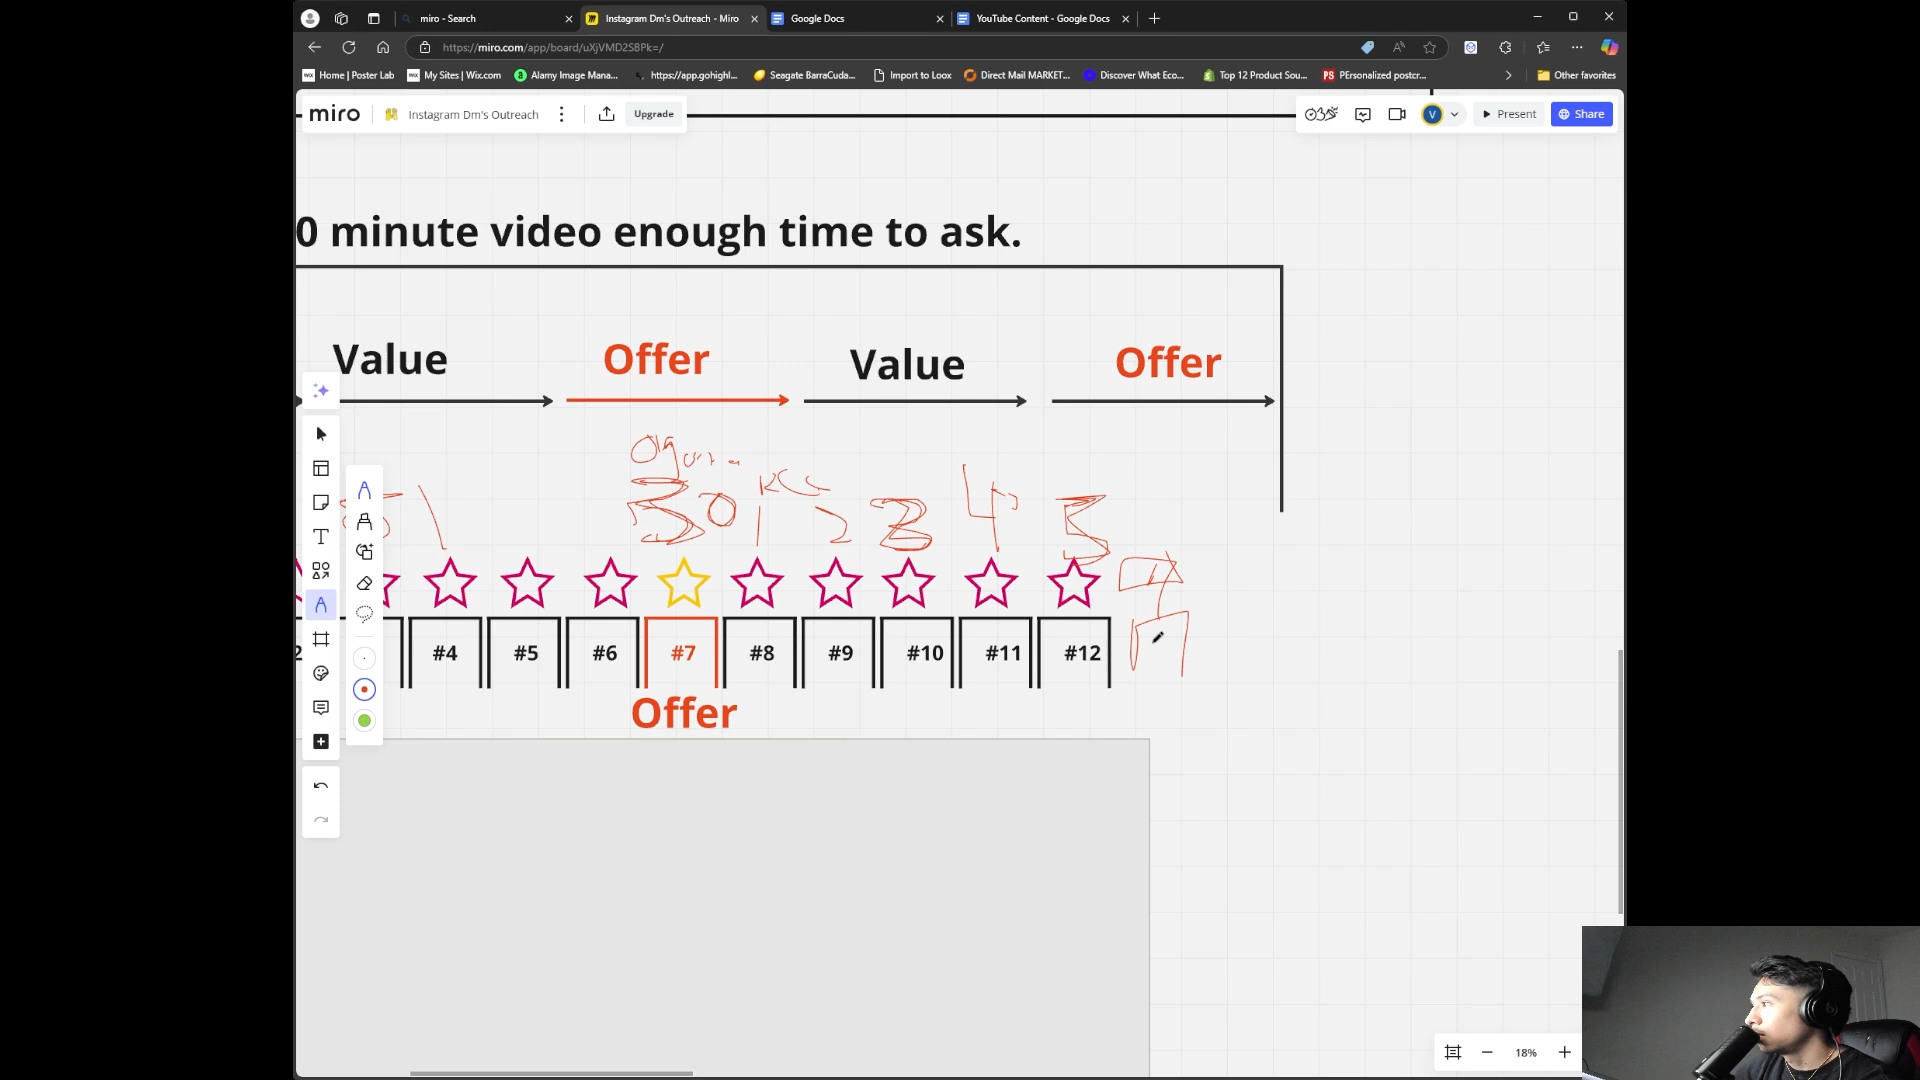 miro - Search
Instagram Dm's Outreach - Miro
Google Docs
YouTube Content - Google Docs
https://miro.com/app/board/uXjVMD2SBPk=/
Home | Poster Lab
My Sites | Wix.com
Alamy Image Mana...
https://app.gohighl...
Seagate BarraCuda...
Import to Loox
Direct Mail MARKET...
Discover What Eco...
Top 12 Product Sou...
PS PErsonalized postcr...
Other favorites
miro
Instagram Dm's Outreach
Upgrade
V
Present
Share
0 minute video enough time to ask.
Value
Offer
Value
Offer
30 1 2 3 4 5
2 #4 #5 #6 #7 #8 #9 #10 #11 #12
Offer
18%